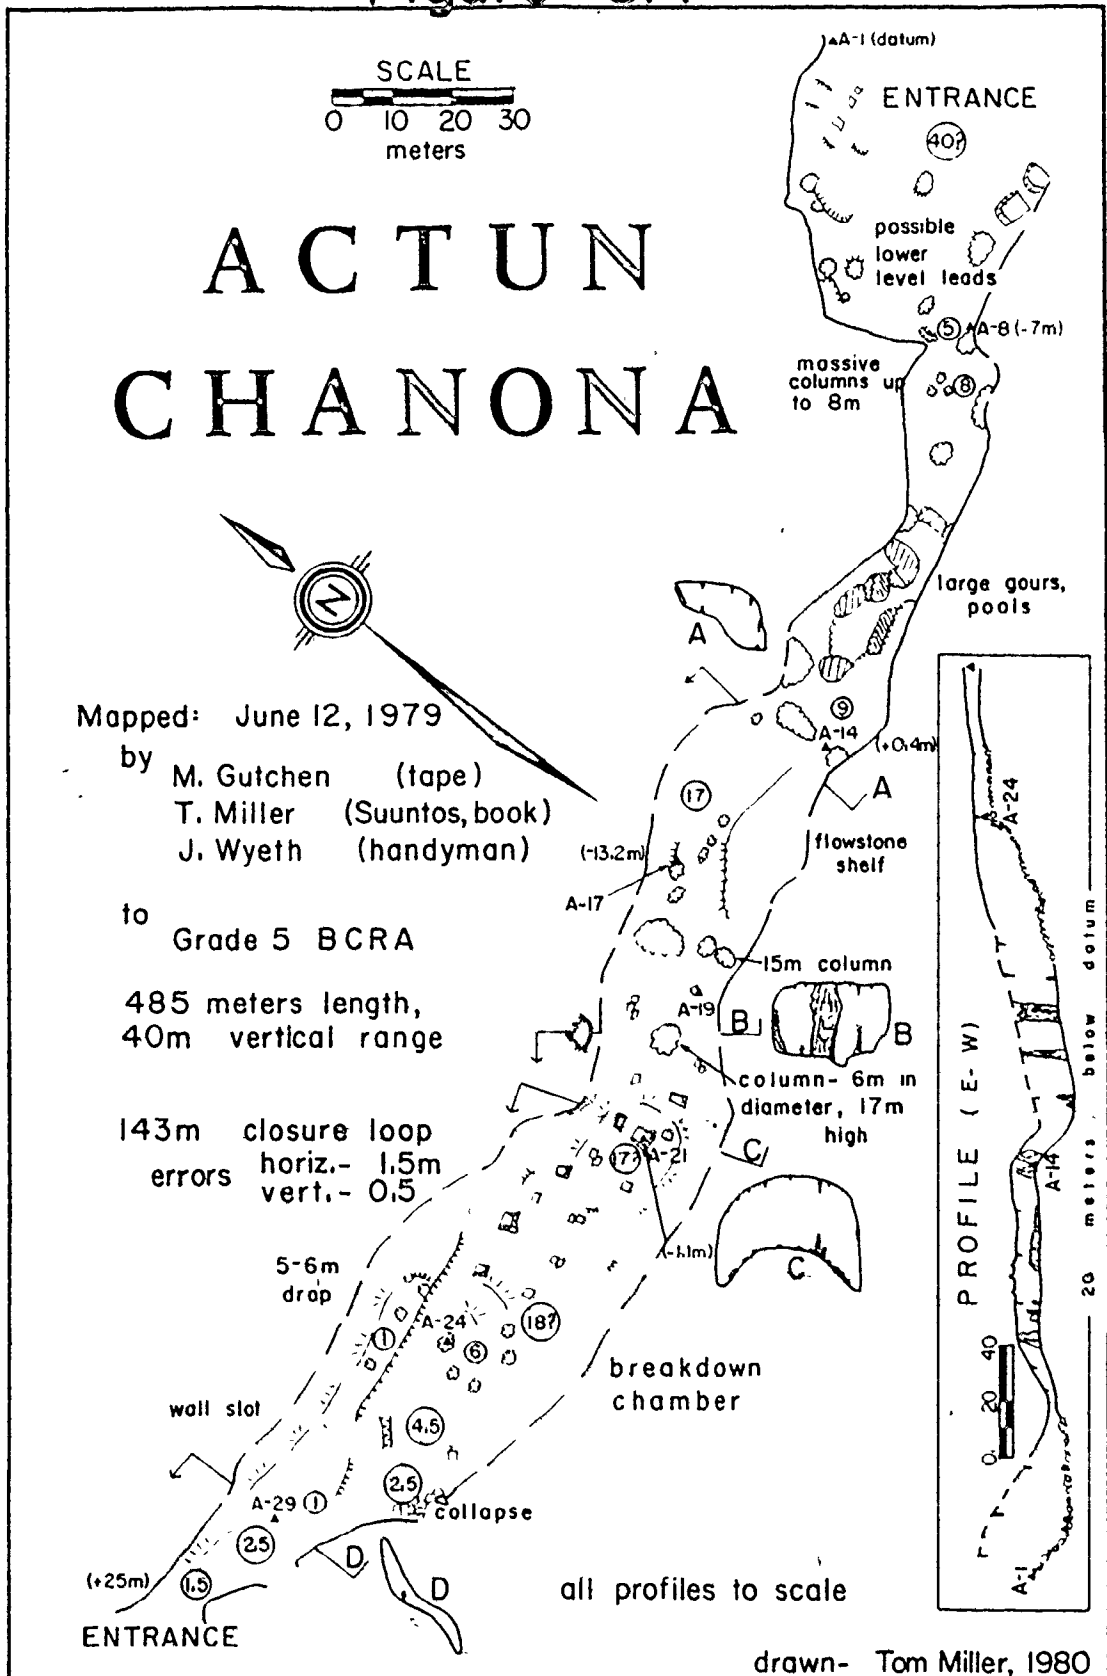 SCALE
0 10 20 30
meters
ACTUN
CHANONA
A-1 (datum)
ENTRANCE
40?
possible
lower
level leads
5
A-8 (-7m)
massive
columns up
to 8m
8
large gours,
pools
N
A
Mapped: June 12, 1979
by
M. Gutchen (tape)
T. Miller (Suuntos, book)
J. Wyeth (handyman)
to
Grade 5 BCRA
485 meters length,
40m vertical range
143m closure loop
errors horiz.- 1.5m
vert.- 0.5
9
A-14
(+0.4m)
A
17
flowstone
shelf
(-13.2m)
A-17
15m column
A-19
B
B
column- 6m in
diameter, 17m
high
C
17?
A-21
(-1.1m)
C
5-6m
drop
A-24
1
6
18?
breakdown
chamber
wall slot
4.5
2.5
collapse
A-29
1
2.5
D
D
(+25m)
1.5
ENTRANCE
all profiles to scale
PROFILE (E-W)
0 20 40
A-24
A-14
A-1
20 meters below datum
drawn- Tom Miller, 1980